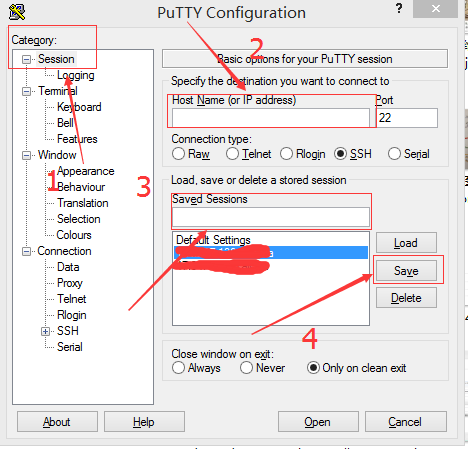 PuTTY Configuration
?
Category:
Session
Logging
Terminal
Keyboard
Bell
Features
Window
Appearance
Behaviour
Translation
Selection
Colours
Connection
Data
Proxy
Telnet
Rlogin
SSH
Serial
Basic options for your PuTTY session
Specify the destination you want to connect to
Host Name (or IP address)
Port
22
Connection type:
Raw
Telnet
Rlogin
SSH
Serial
Load, save or delete a stored session
Saved Sessions
Default Settings
Load
Save
Delete
Close window on exit:
Always
Never
Only on clean exit
About
Help
Open
Cancel
1
2
3
4